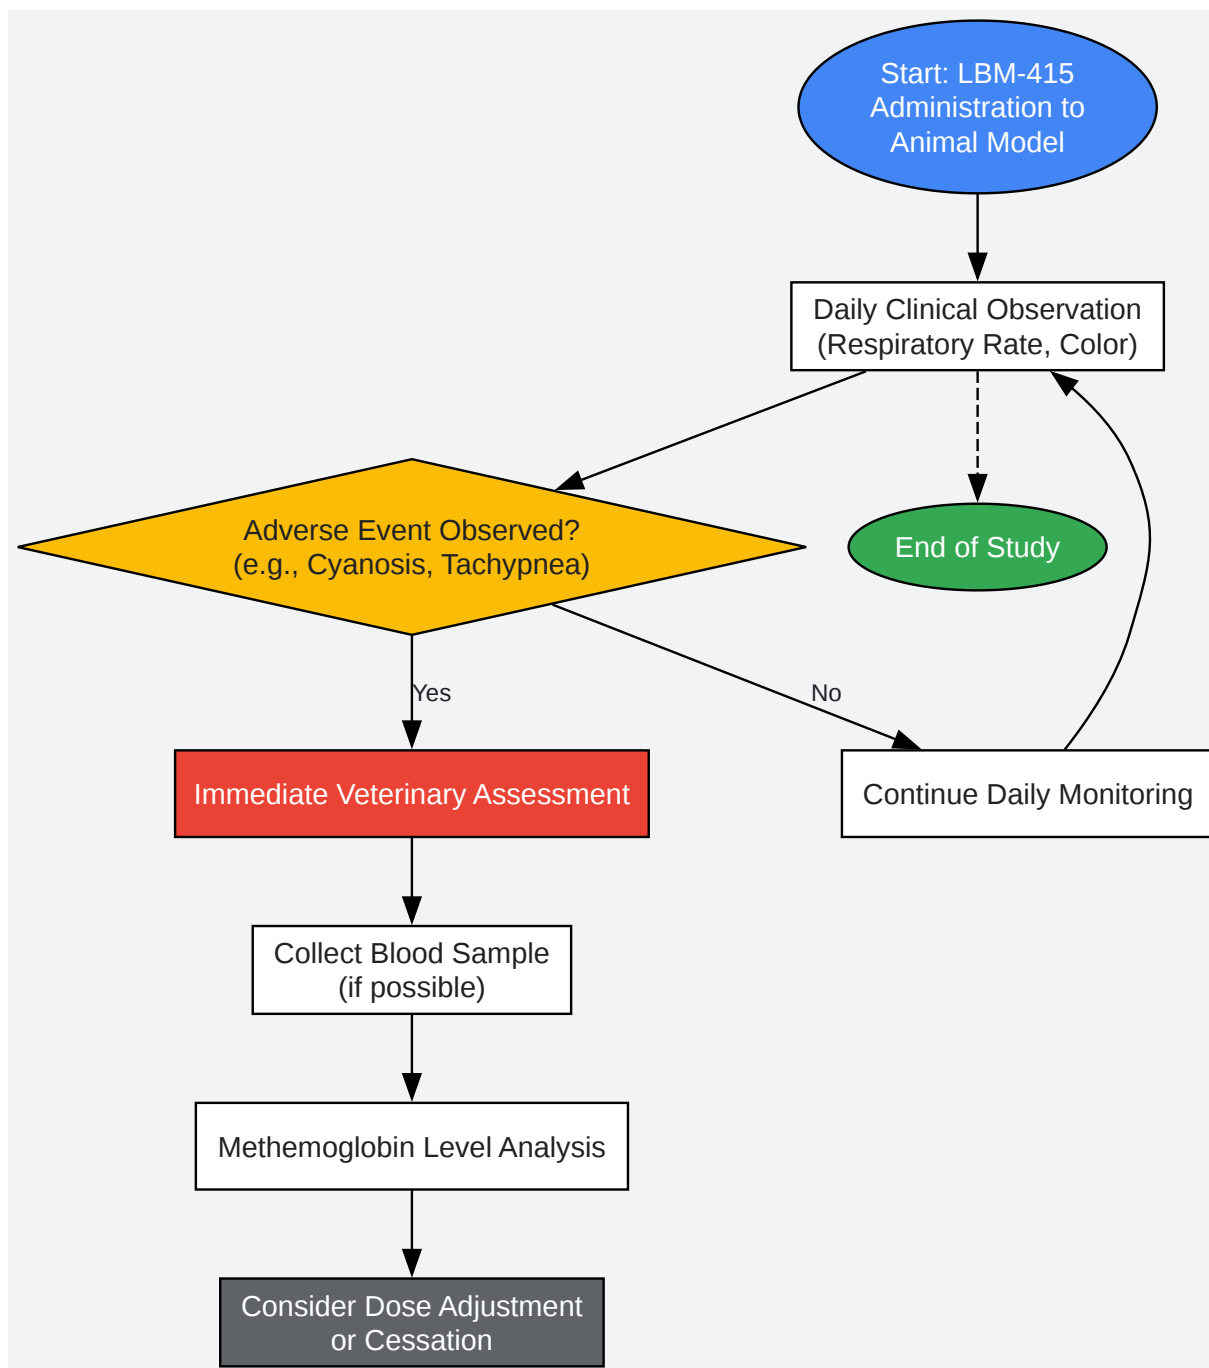 Start: LBM-415
Administration to
Animal Model
Daily Clinical Observation
(Respiratory Rate, Color)
Adverse Event Observed?
(e.g., Cyanosis, Tachypnea)
End of Study
Yes
No
Immediate Veterinary Assessment
Continue Daily Monitoring
Collect Blood Sample
(if possible)
Methemoglobin Level Analysis
Consider Dose Adjustment
or Cessation